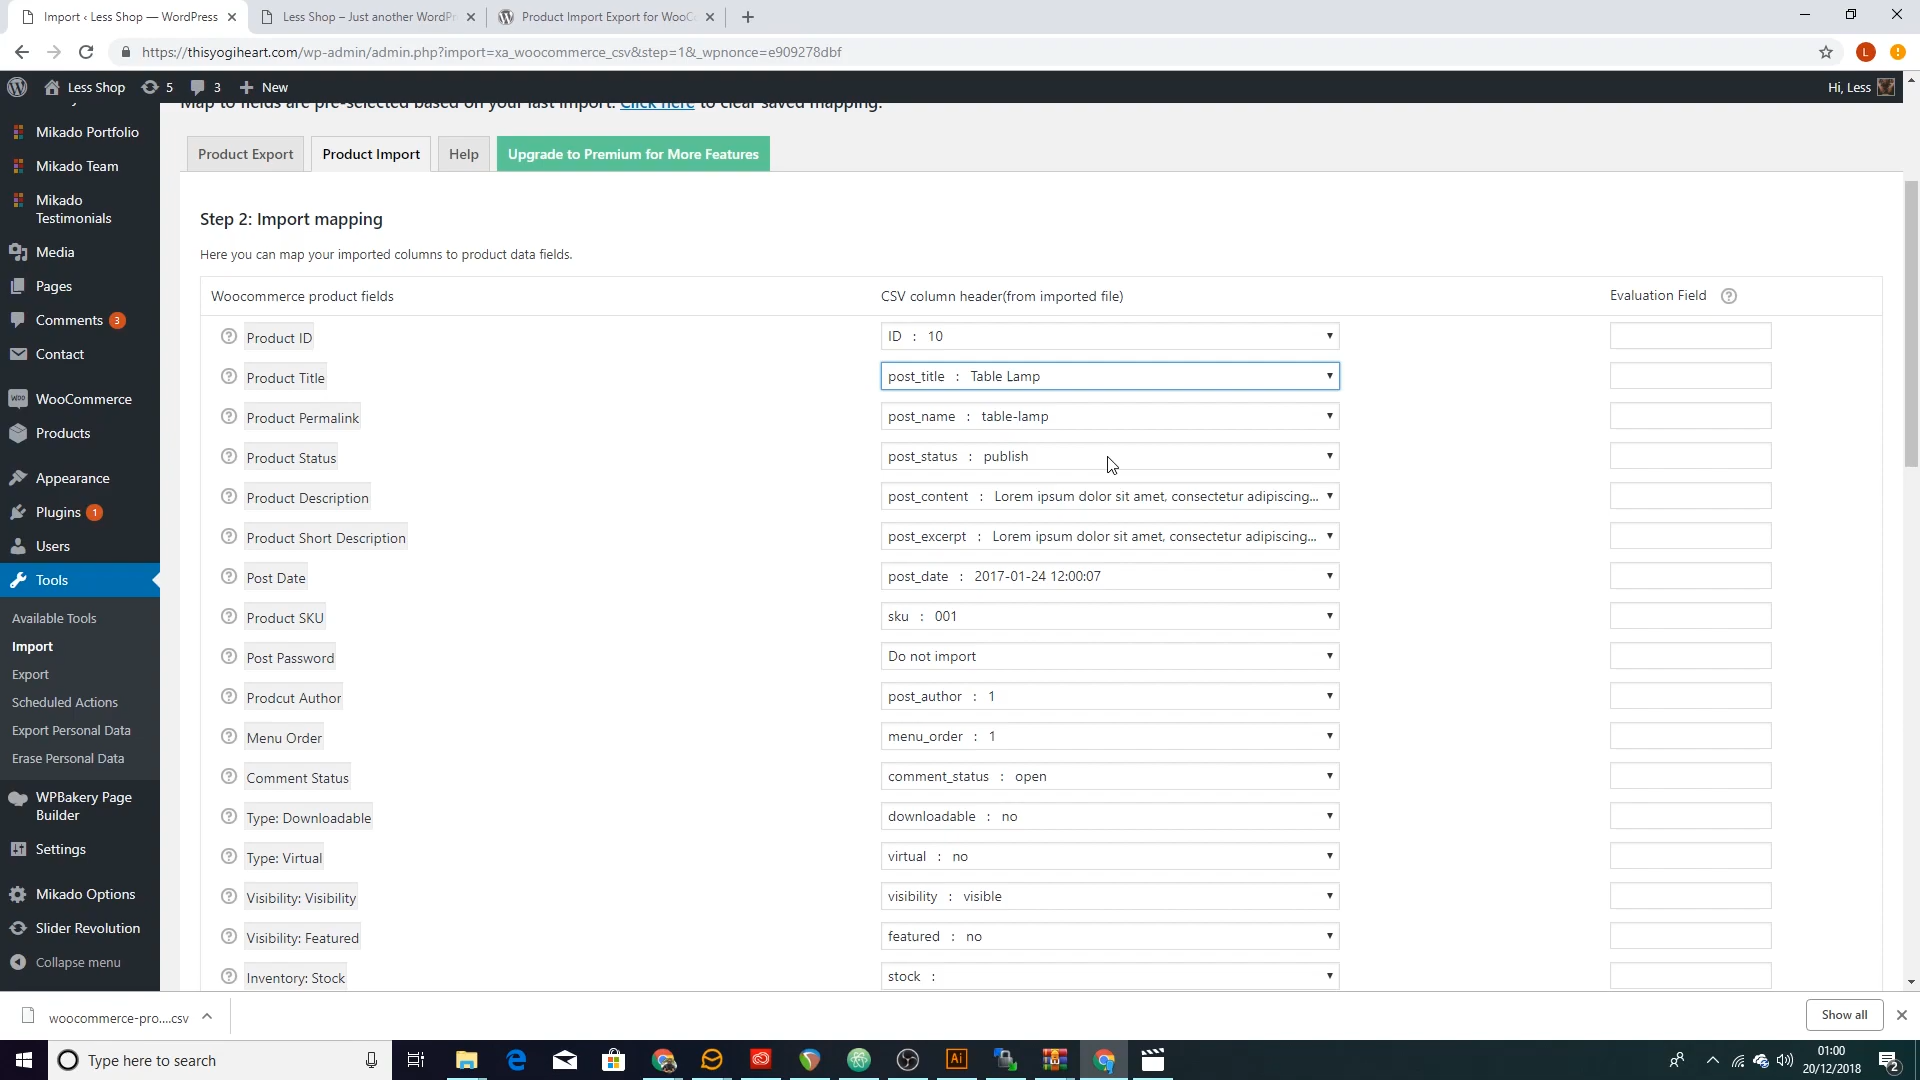 Import ‹ Less Shop — WordPress
Less Shop – Just another WordPr
Product Import Export for WooC
https://thisyogiheart.com/wp-admin/admin.php?import=xa_woocommerce_csv&step=1&_wpnonce=e909278dbf
L
Less Shop
5
3
New
Hi, Less
Map to fields are pre-selected based on your last import. Click here to clear saved mapping.
Mikado Portfolio
Mikado Team
Mikado
Testimonials
Media
Pages
Comments 3
Contact
WooCommerce
Products
Appearance
Plugins 1
Users
Tools
Available Tools
Import
Export
Scheduled Actions
Export Personal Data
Erase Personal Data
WPBakery Page
Builder
Settings
Mikado Options
Slider Revolution
Collapse menu
Product Export
Product Import
Help
Upgrade to Premium for More Features
Step 2: Import mapping
Here you can map your imported columns to product data fields.
Woocommerce product fields CSV column header(from imported file) Evaluation Field ?
? Product ID ID : 10
? Product Title post_title : Table Lamp
? Product Permalink post_name : table-lamp
? Product Status post_status : publish
? Product Description post_content : Lorem ipsum dolor sit amet, consectetur adipiscing...
? Product Short Description post_excerpt : Lorem ipsum dolor sit amet, consectetur adipiscing...
? Post Date post_date : 2017-01-24 12:00:07
? Product SKU sku : 001
? Post Password Do not import
? Prodcut Author post_author : 1
? Menu Order menu_order : 1
? Comment Status comment_status : open
? Type: Downloadable downloadable : no
? Type: Virtual virtual : no
? Visibility: Visibility visibility : visible
? Visibility: Featured featured : no
? Inventory: Stock stock :
woocommerce-pro....csv
Show all
Type here to search
Ai
01:00
20/12/2018
2